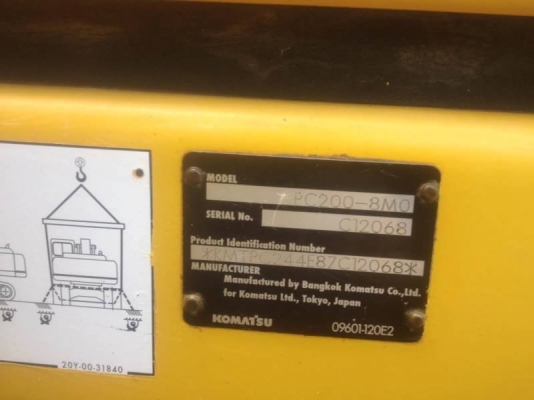 MODEL
PC200-8M0
SERIAL No.
C12068
Product Identification Number
*KMTPC244E87C12068*
MANUFACTURER
Manufactured by Bangkok Komatsu Co.,Ltd.
for Komatsu Ltd., Tokyo, Japan
KOMATSU
09601-120E2
20Y-00-31840